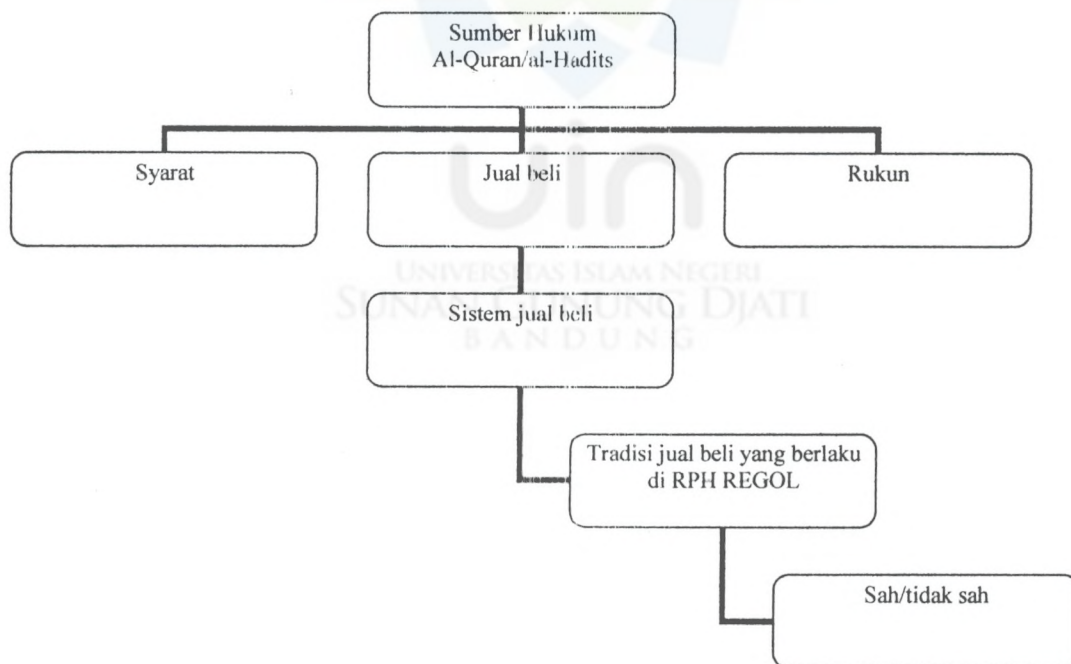 Sumber Hukum
Al-Quran/al-Hadits
Syarat
Jual beli
Rukun
uin
UNIVERSITAS ISLAM NEGERI
SUNAN GUNUNG DJATI
BANDUNG
Sistem jual beli
Tradisi jual beli yang berlaku
di RPH REGOL
Sah/tidak sah